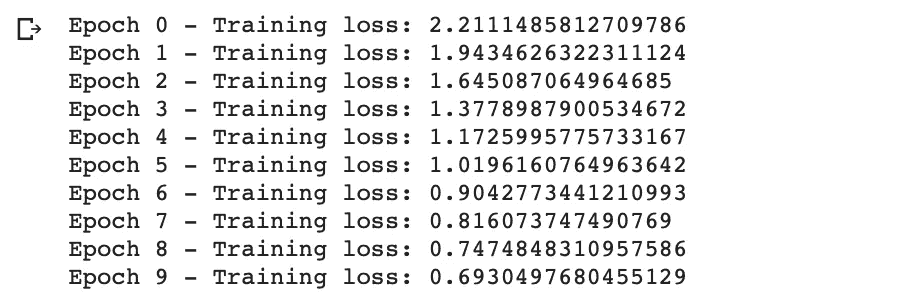 Epoch 0 - Training loss: 2.2111485812709786
Epoch 1 - Training loss: 1.9434626322311124
Epoch 2 - Training loss: 1.645087064964685
Epoch 3 - Training loss: 1.3778987900534672
Epoch 4 - Training loss: 1.1725995775733167
Epoch 5 - Training loss: 1.0196160764963642
Epoch 6 - Training loss: 0.9042773441210993
Epoch 7 - Training loss: 0.816073747490769
Epoch 8 - Training loss: 0.7474848310957586
Epoch 9 - Training loss: 0.6930497680455129